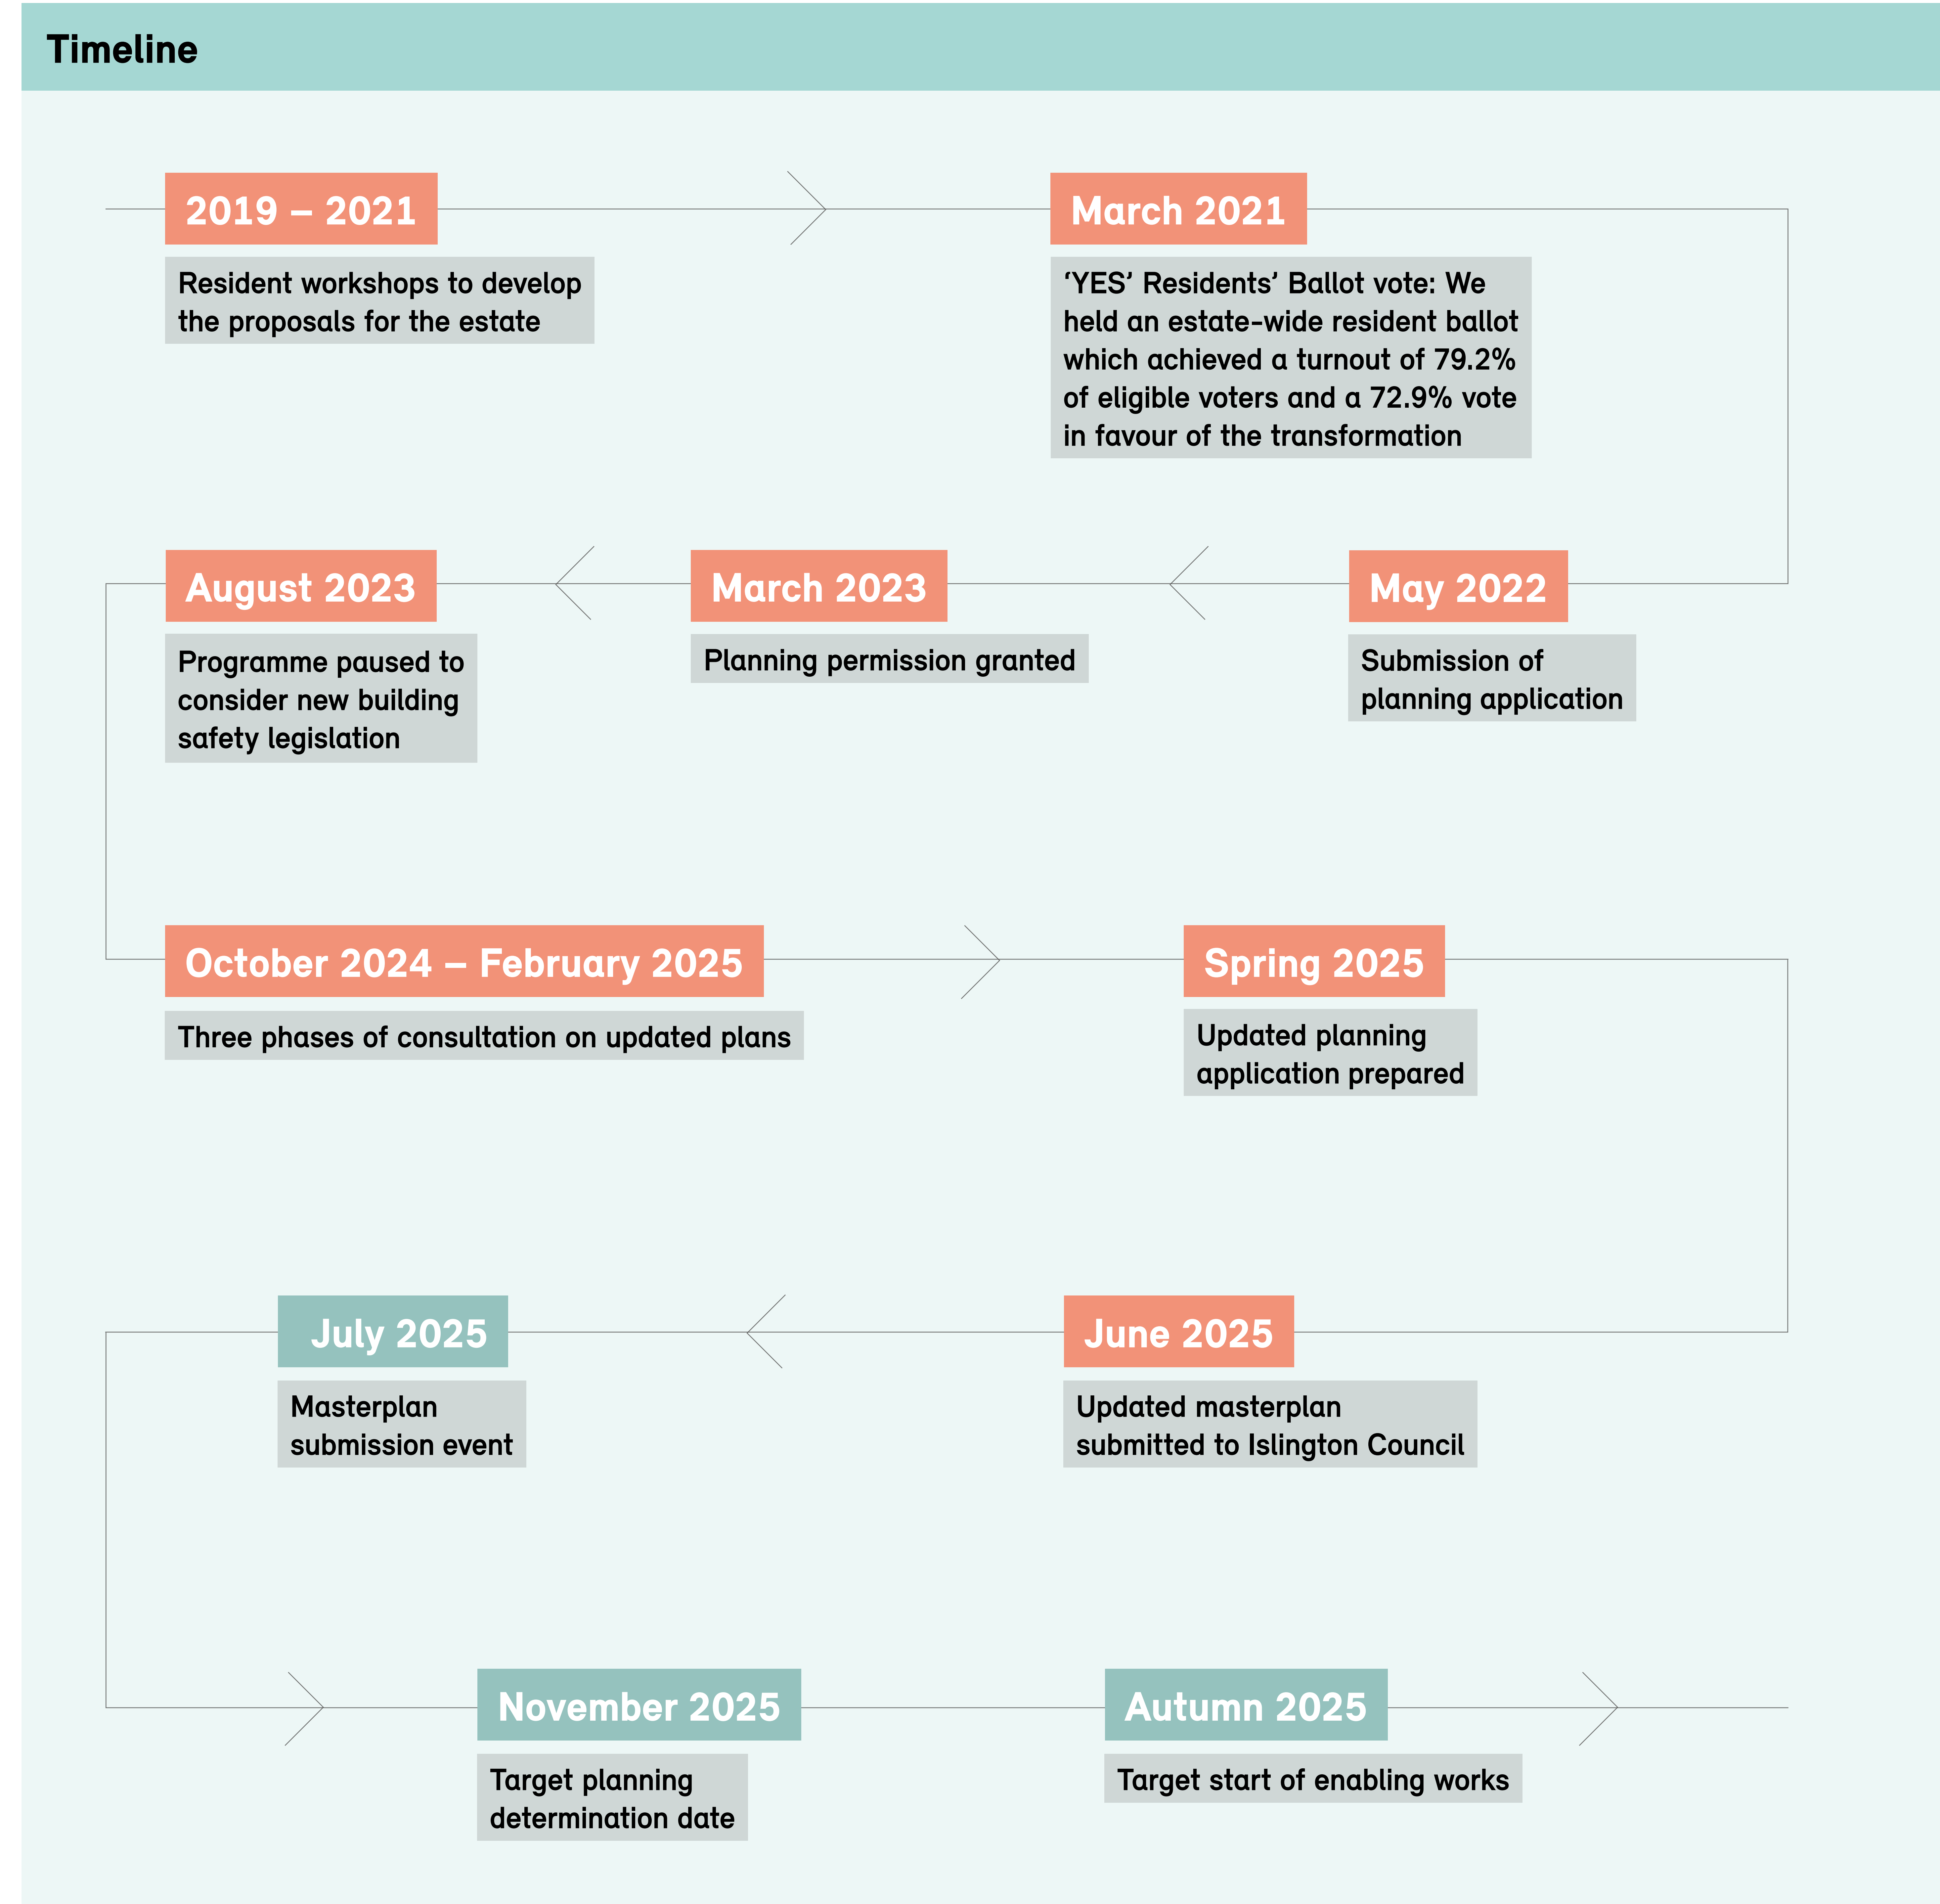 Timeline
2019 – 2021
Resident workshops to develop
the proposals for the estate
March 2021
‘YES’ Residents’ Ballot vote: We
held an estate-wide resident ballot
which achieved a turnout of 79.2%
of eligible voters and a 72.9% vote
in favour of the transformation
May 2022
Submission of
planning application
March 2023
Planning permission granted
August 2023
Programme paused to
consider new building
safety legislation
October 2024 – February 2025
Three phases of consultation on updated plans
Spring 2025
Updated planning
application prepared
June 2025
Updated masterplan
submitted to Islington Council
July 2025
Masterplan
submission event
November 2025
Target planning
determination date
Autumn 2025
Target start of enabling works